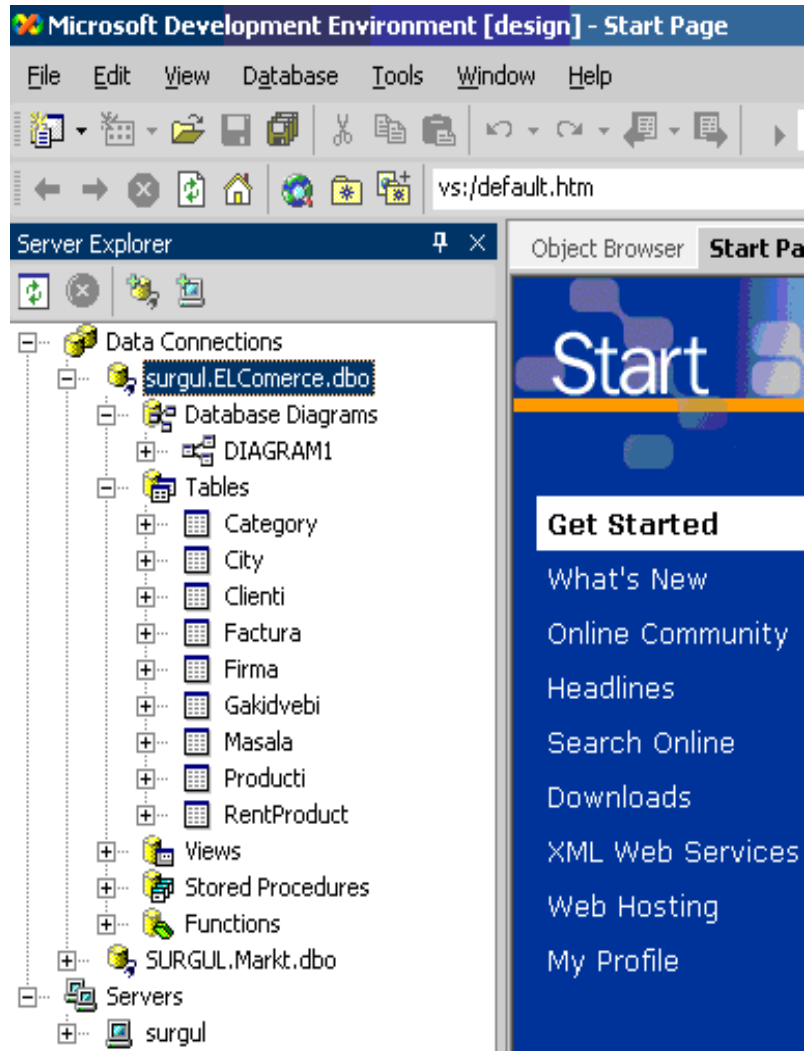 Microsoft Development Environment [design] - Start Page
File Edit View Database Tools Window Help
vs:/default.htm
Server Explorer
Object Browser Start Pa
Data Connections
surgul.ELComerce.dbo
Start
Database Diagrams
DIAGRAM1
Tables
Category
City
Clienti
Factura
Firma
Gakidvebi
Masala
Producti
RentProduct
Views
Stored Procedures
Functions
SURGUL.Markt.dbo
Servers
surgul
Get Started
What's New
Online Community
Headlines
Search Online
Downloads
XML Web Services
Web Hosting
My Profile